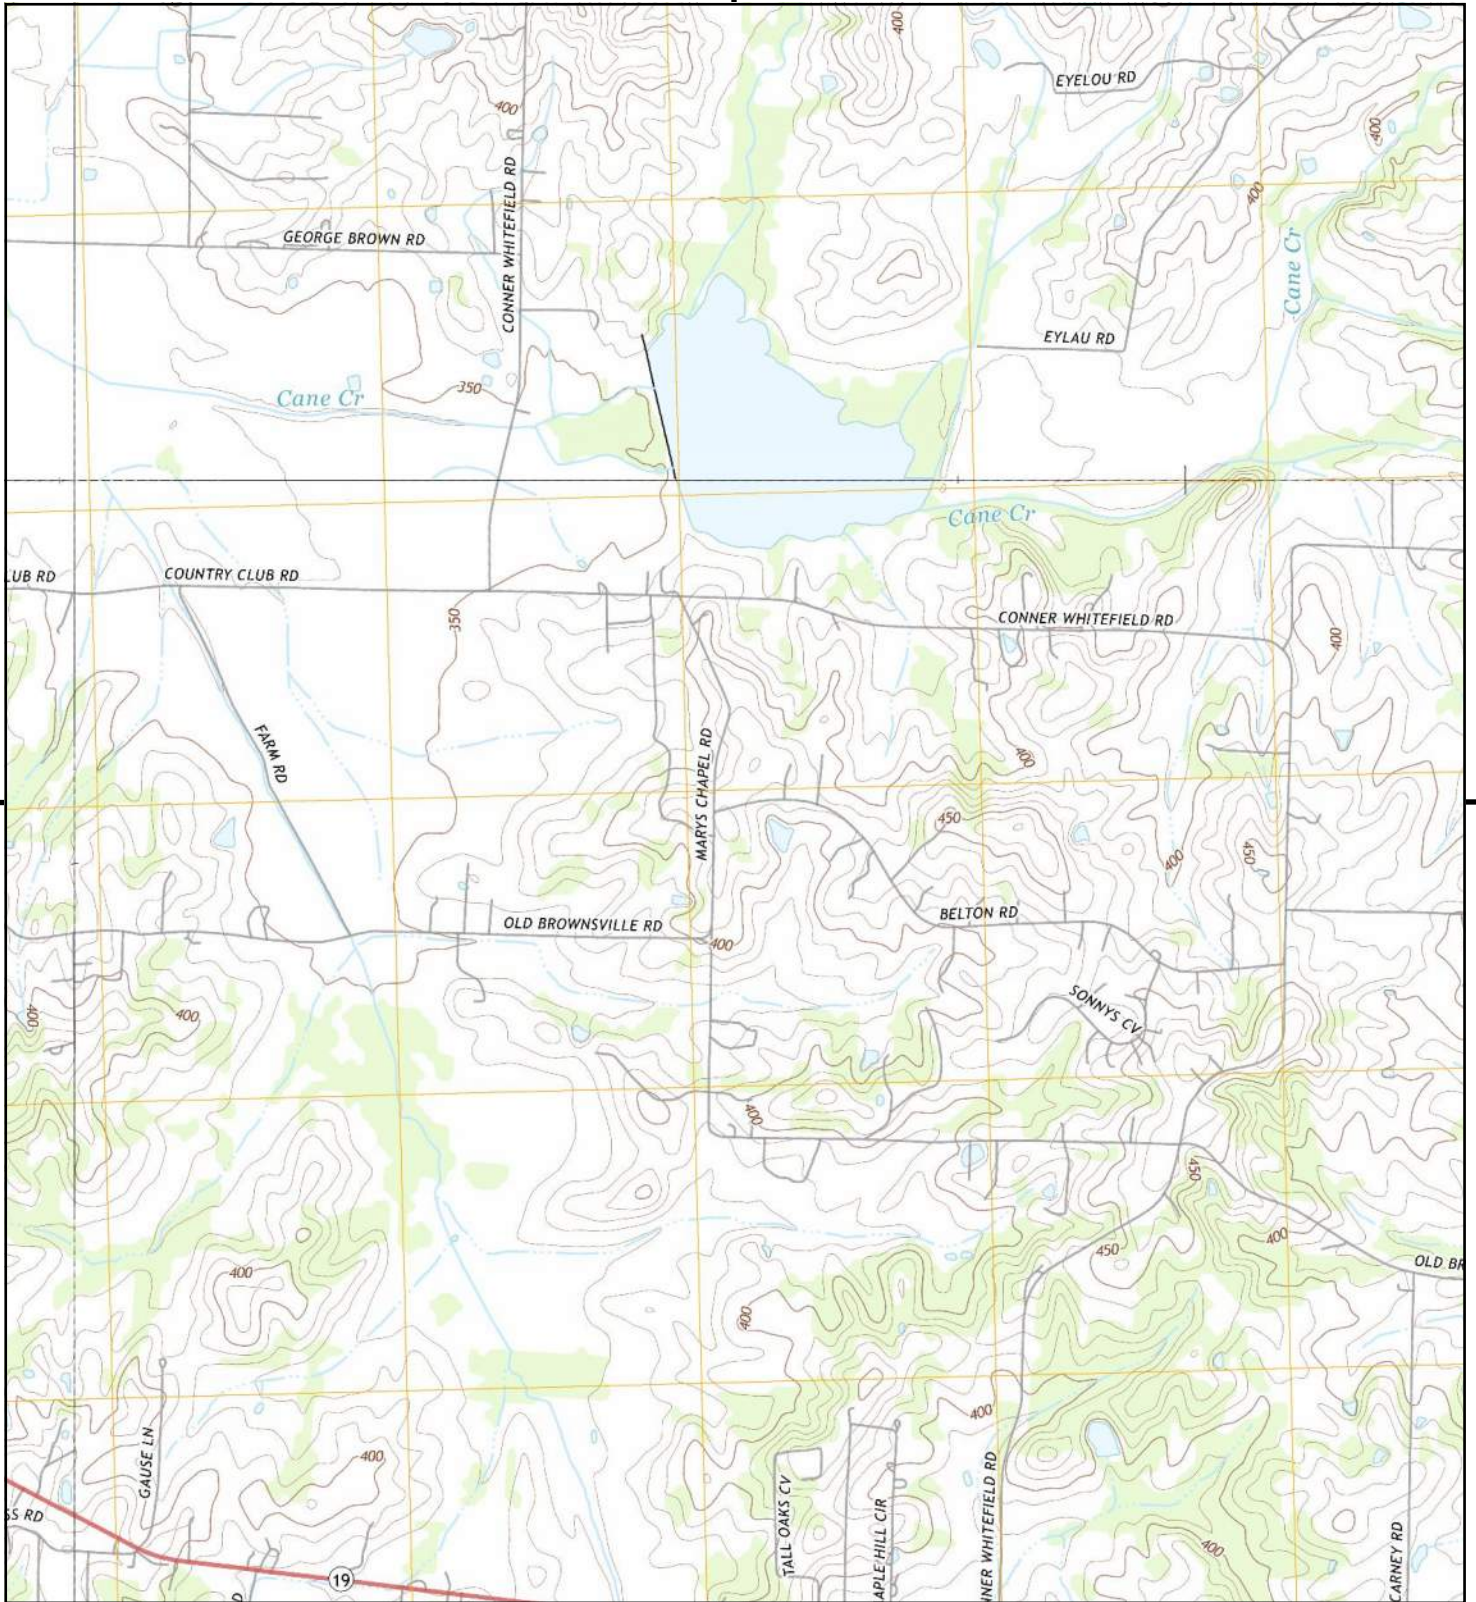 400
EYELOU RD
400
400
CONNER WHITEFIELD RD
400
GEORGE BROWN RD
Cane Cr
EYLAU RD
350
Cane Cr
Cane Cr
LUB RD
COUNTRY CLUB RD
350
CONNER WHITEFIELD RD
400
FARM RD
MARYS CHAPEL RD
400
450
400
450
OLD BROWNSVILLE RD
BELTON RD
400
400
400
SONNYS CV
400
450
400
450
OLD BR
400
400
400
GAUSE LN
400
SS RD
TALL OAKS CV
APLE HILL CIR
NNER WHITEFIELD RD
400
CARNEY RD
19
D